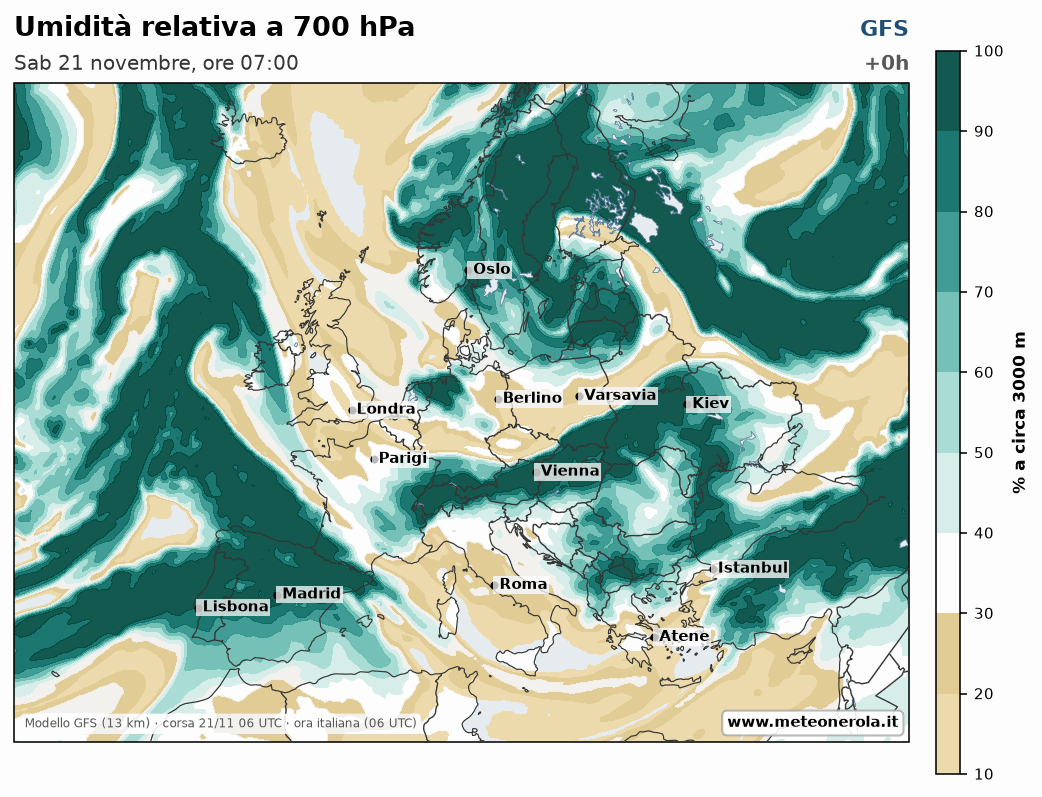 Umidità relativa a 700 hPa
GFS
Sab 21 novembre, ore 07:00
+0h
100
90
80
70
60
50
40
30
20
10
% a circa 3000 m
Oslo
Berlino
Varsavia
Kiev
Londra
Parigi
Vienna
Istanbul
Roma
Madrid
Lisbona
Atene
Modello GFS (13 km) · corsa 21/11 06 UTC · ora italiana (06 UTC)
www.meteonerola.it